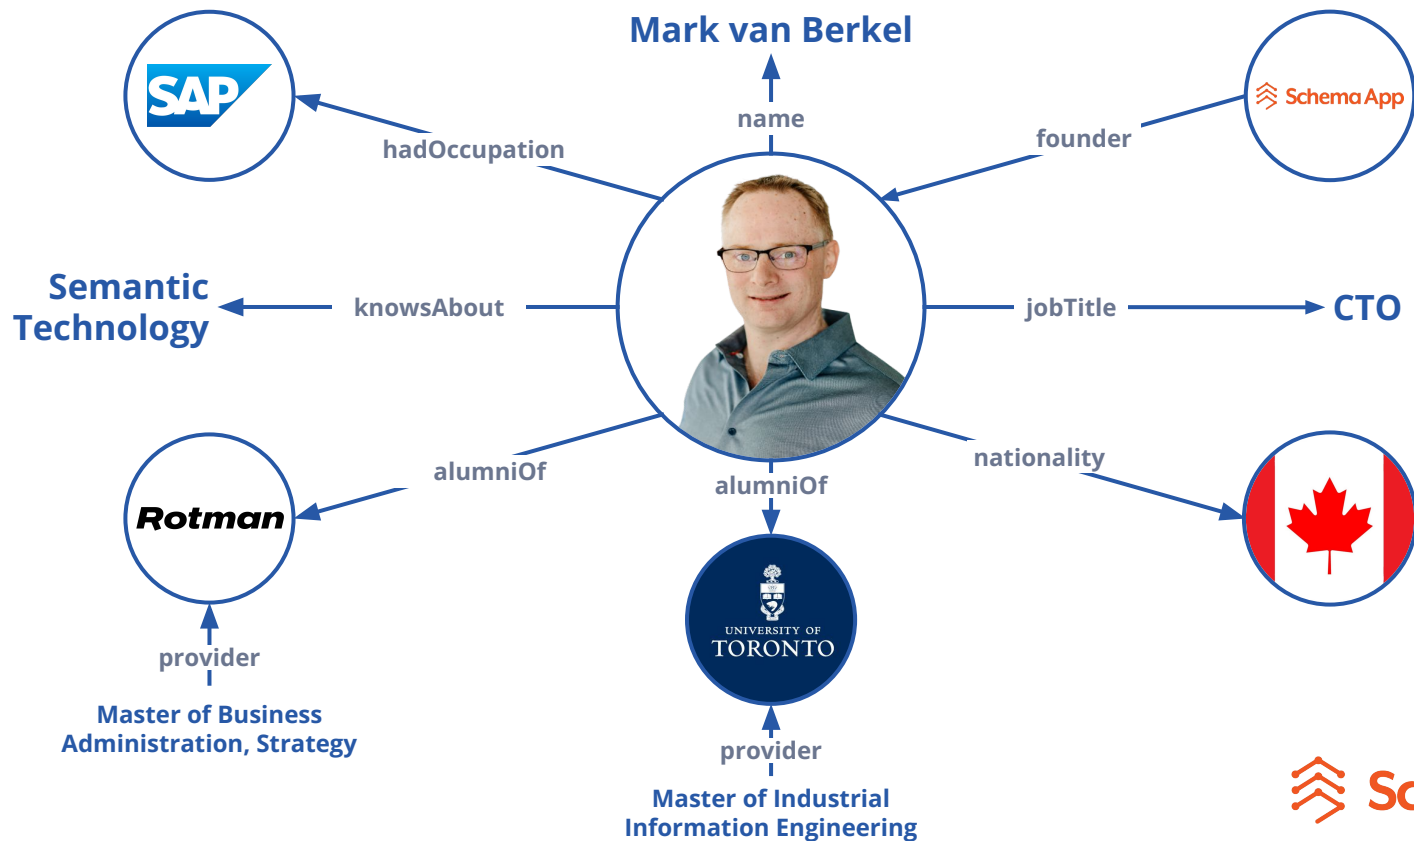 Mark van Berkel
SAP
Schema App
name
founder
hadOccupation
Semantic
Technology
knowsAbout
jobTitle
CTO
alumniOf
alumniOf
nationality
Rotman
UNIVERSITY OF
TORONTO
provider
Master of Business
Administration, Strategy
provider
Master of Industrial
Information Engineering